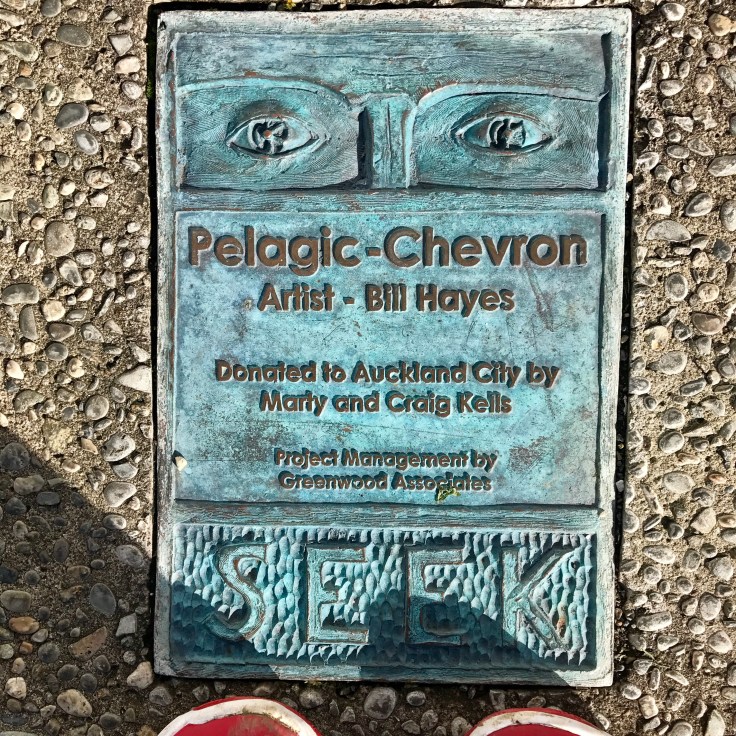 Pelagic-Chevron
Artist - Bill Hayes
Donated to Auckland City by
Marty and Craig Kells
Project Management by
Greenwood Associates
SEEK